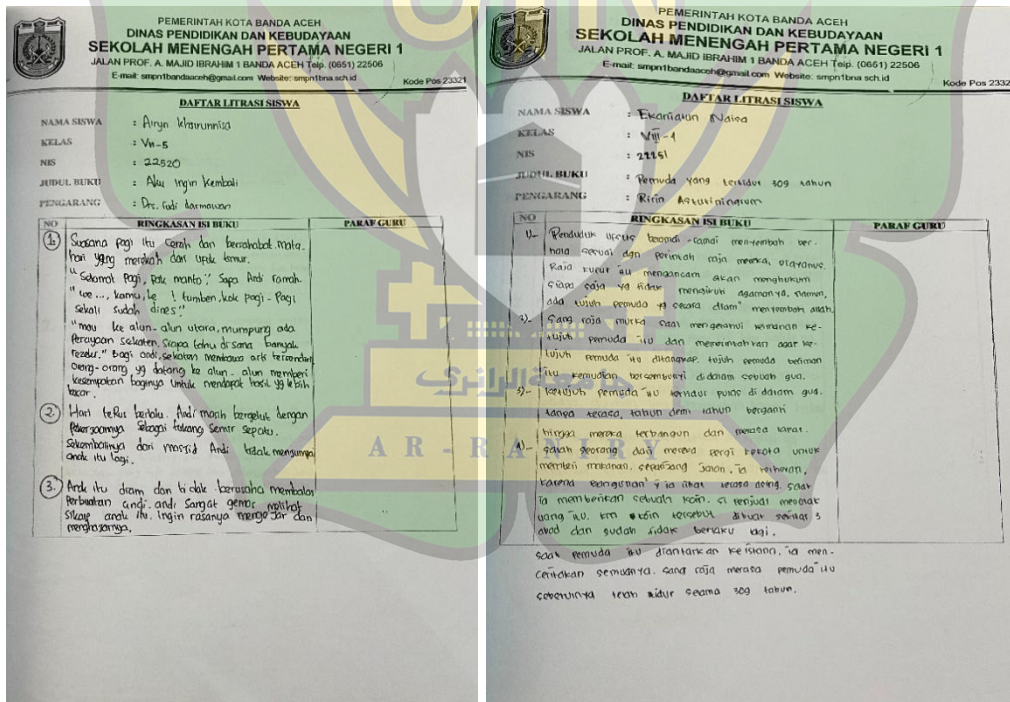 PEMERINTAH KOTA BANDA ACEH
DINAS PENDIDIKAN DAN KEBUDAYAAN
SEKOLAH MENENGAH PERTAMA NEGERI 1
JALAN PROF. A. MAJID IBRAHIM 1 BANDA ACEH Telp. (0651) 22506
E-mail: smpn1bandaaceh@gmail.com Website: smpn1bna.sch.id
Kode Pos 23321
DAFTAR LITRASI SISWA
NAMA SISWA : Airyn Khairunnisa
KELAS : VII-5
NIS : 22520
JUDUL BUKU : Aku Ingin Kembali
PENGARANG : Drs. Fadi darmawan
NO RINGKASAN ISI BUKU PARAF GURU
1. Suasana pagi itu cerah dan bersahabat. mata.
hari yang merekah dari upuk timur.
"Selamat Pagi, Pak manto," Sapa Andi ramah.
kamu, le ! tumben, kok pagi-Pagi
sekali sudah dines"
"mau ke alun-alun utara, mumpung ada
Perayaan sekaten. Siapa tahu di sana banyak
rezeki." Bagi andi, sekaten membawa arti tersendiri
orang-orang yg datang ke alun-alun memberi
kesempatan baginya untuk mendapat hasil yg lebih
besar.
2. Hari terus berlalu. Andi masih bergelut dengan
Pekerjaannya Sebagai tukang Semir sepatu.
Sekembalinya dari masjid Andi tidak mengumpai
anak itu lagi.
3. Anak itu diam dan tidak berusaha membalas
Perbuatan andi. andi Sangat gemas melihat
Sikap anak itu. Ingin rasanya mengejar dan
menghajarnya.
PEMERINTAH KOTA BANDA ACEH
DINAS PENDIDIKAN DAN KEBUDAYAAN
SEKOLAH MENENGAH PERTAMA NEGERI 1
JALAN PROF. A. MAJID IBRAHIM 1 BANDA ACEH Telp. (0651) 22506
E-mail: smpn1bandaaceh@gmail.com Website: smpn1bna.sch.id
Kode Pos 2332
DAFTAR LITRASI SISWA
NAMA SISWA : Naira
KELAS : VIII-1
NIS : 22251
JUDUL BUKU : Pemuda yang tertidur 309 tahun
PENGARANG : Ririn Astutiningrum
NO RINGKASAN ISI BUKU PARAF GURU
1)- Penduduk beramai-ramai menyembah ber-
hala sesuai dgn perintah raja mereka,
Raja kufur itu mengancam akan menghukum
siapa saja yg tidak mengikuti agamanya. namun,
ada tujuh pemuda yg secara diam" menyembah allah.
2)- Sang raja murka saat mengetahui ke-
tujuh pemuda itu dan memerintahkan agar ke-
tujuh pemuda itu ditangkap. tujuh pemuda beriman
itu kemudian bersembunyi didalam sebuah gua.
3)- Ketujuh pemuda itu tertidur pulas di dalam gua.
tanpa terasa, tahun demi tahun berganti
hingga mereka terbangun dan merasa lapar.
4)- salah seorang dari mereka pergi kekota untuk
membeli makanan. sepanjang jalan, ia keheranan,
karena bangunan" yg ia lihat terasa asing. saat
ia memberikan sebuah koin. si penjual menolak
uang itu. koin tersebut dibuat sekitar 3
abad dan sudah tidak berlaku lagi.
saat pemuda itu diantarkan keistana, ia men-
ceritakan semuanya. sang raja merasa pemuda itu
sebelumnya telah tidur selama 309 tahun.
جامعة الرانري
AR-RANIRY